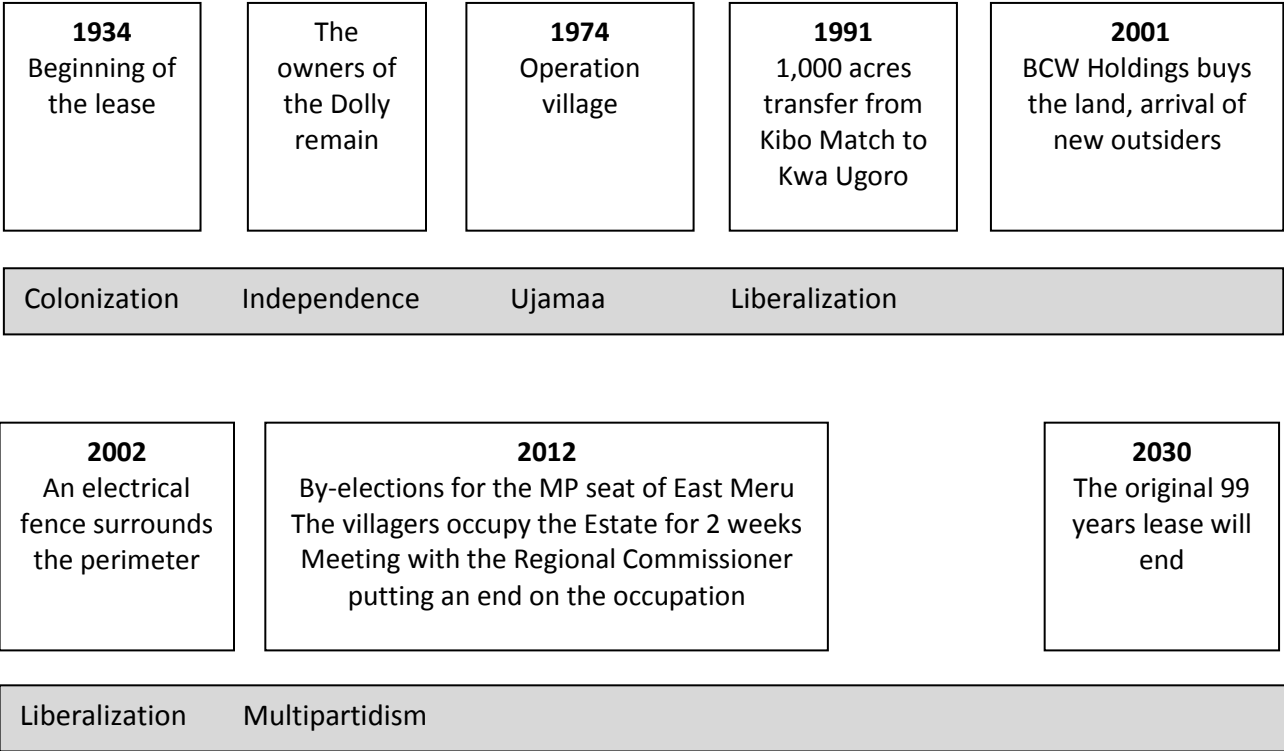 1934
Beginning of
the lease
The
owners of
the Dolly
remain
1974
Operation
village
1991
1,000 acres
transfer from
Kibo Match to
Kwa Ugoro
2001
BCW Holdings buys
the land, arrival of
new outsiders
Colonization Independence Ujamaa Liberalization
2002
An electrical
fence surrounds
the perimeter
2012
By-elections for the MP seat of East Meru
The villagers occupy the Estate for 2 weeks
Meeting with the Regional Commissioner
putting an end on the occupation
2030
The original 99
years lease will
end
Liberalization Multipartidism